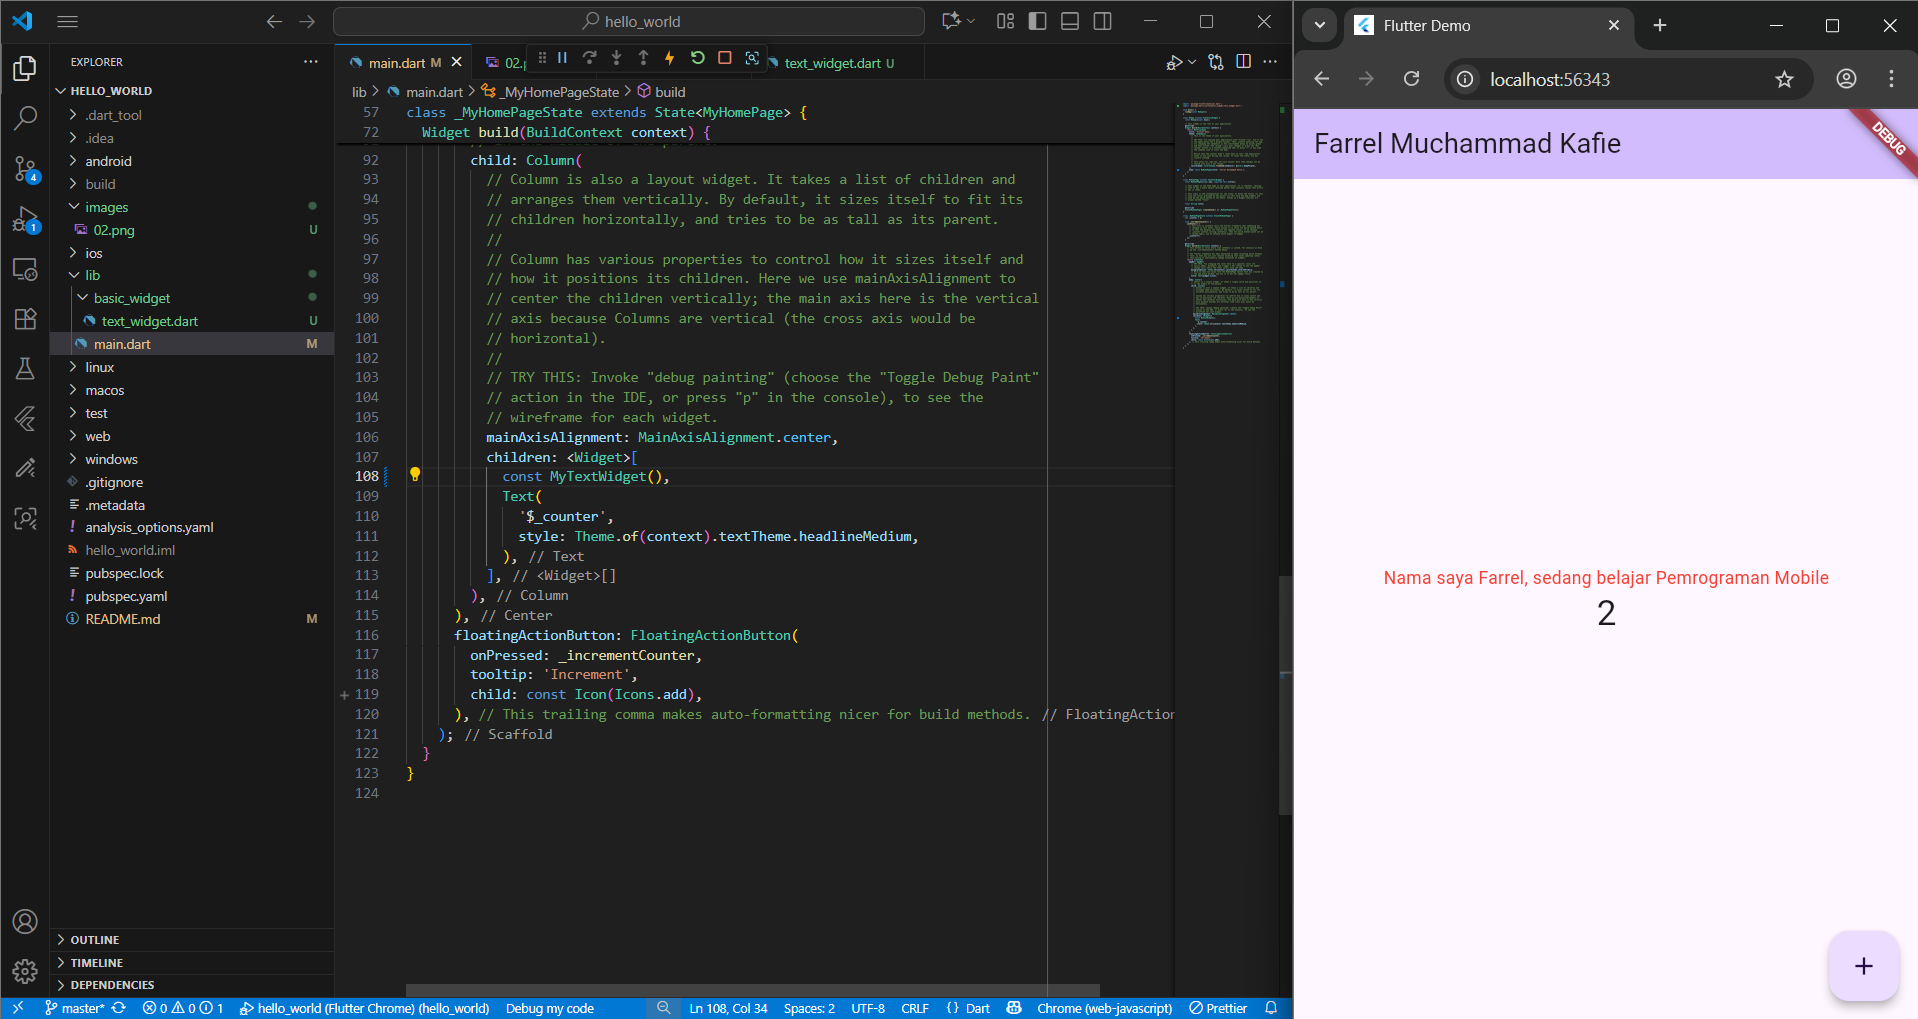 hello_world
EXPLORER
HELLO_WORLD
.dart_tool
.idea
android
build
images
02.png U
ios
lib
basic_widget
text_widget.dart U
main.dart M
linux
macos
test
web
windows
.gitignore
.metadata
analysis_options.yaml
hello_world.iml
pubspec.lock
pubspec.yaml
README.md M
OUTLINE
TIMELINE
DEPENDENCIES
4
1
main.dart M
02.p
text_widget.dart U
lib > main.dart > _MyHomePageState > build
57 class _MyHomePageState extends State<MyHomePage> {
72 Widget build(BuildContext context) {
92 child: Column(
93 // Column is also a layout widget. It takes a list of children and
94 // arranges them vertically. By default, it sizes itself to fit its
95 // children horizontally, and tries to be as tall as its parent.
96 //
97 // Column has various properties to control how it sizes itself and
98 // how it positions its children. Here we use mainAxisAlignment to
99 // center the children vertically; the main axis here is the vertical
100 // axis because Columns are vertical (the cross axis would be
101 // horizontal).
102 //
103 // TRY THIS: Invoke "debug painting" (choose the "Toggle Debug Paint"
104 // action in the IDE, or press "p" in the console), to see the
105 // wireframe for each widget.
106 mainAxisAlignment: MainAxisAlignment.center,
107 children: <Widget>[
108 const MyTextWidget(),
109 Text(
110 '$_counter',
111 style: Theme.of(context).textTheme.headlineMedium,
112 ), // Text
113 ], // <Widget>[]
114 ), // Column
115 ), // Center
116 floatingActionButton: FloatingActionButton(
117 onPressed: _incrementCounter,
118 tooltip: 'Increment',
119 child: const Icon(Icons.add),
120 ), // This trailing comma makes auto-formatting nicer for build methods. // FloatingAction
121 ); // Scaffold
122 }
123 }
124
master* 0 0 1 hello_world (Flutter Chrome) (hello_world) Debug my code Ln 108, Col 34 Spaces: 2 UTF-8 CRLF {} Dart Chrome (web-javascript) Prettier
Flutter Demo
localhost:56343
Farrel Muchammad Kafie
DEBUG
Nama saya Farrel, sedang belajar Pemrograman Mobile
2